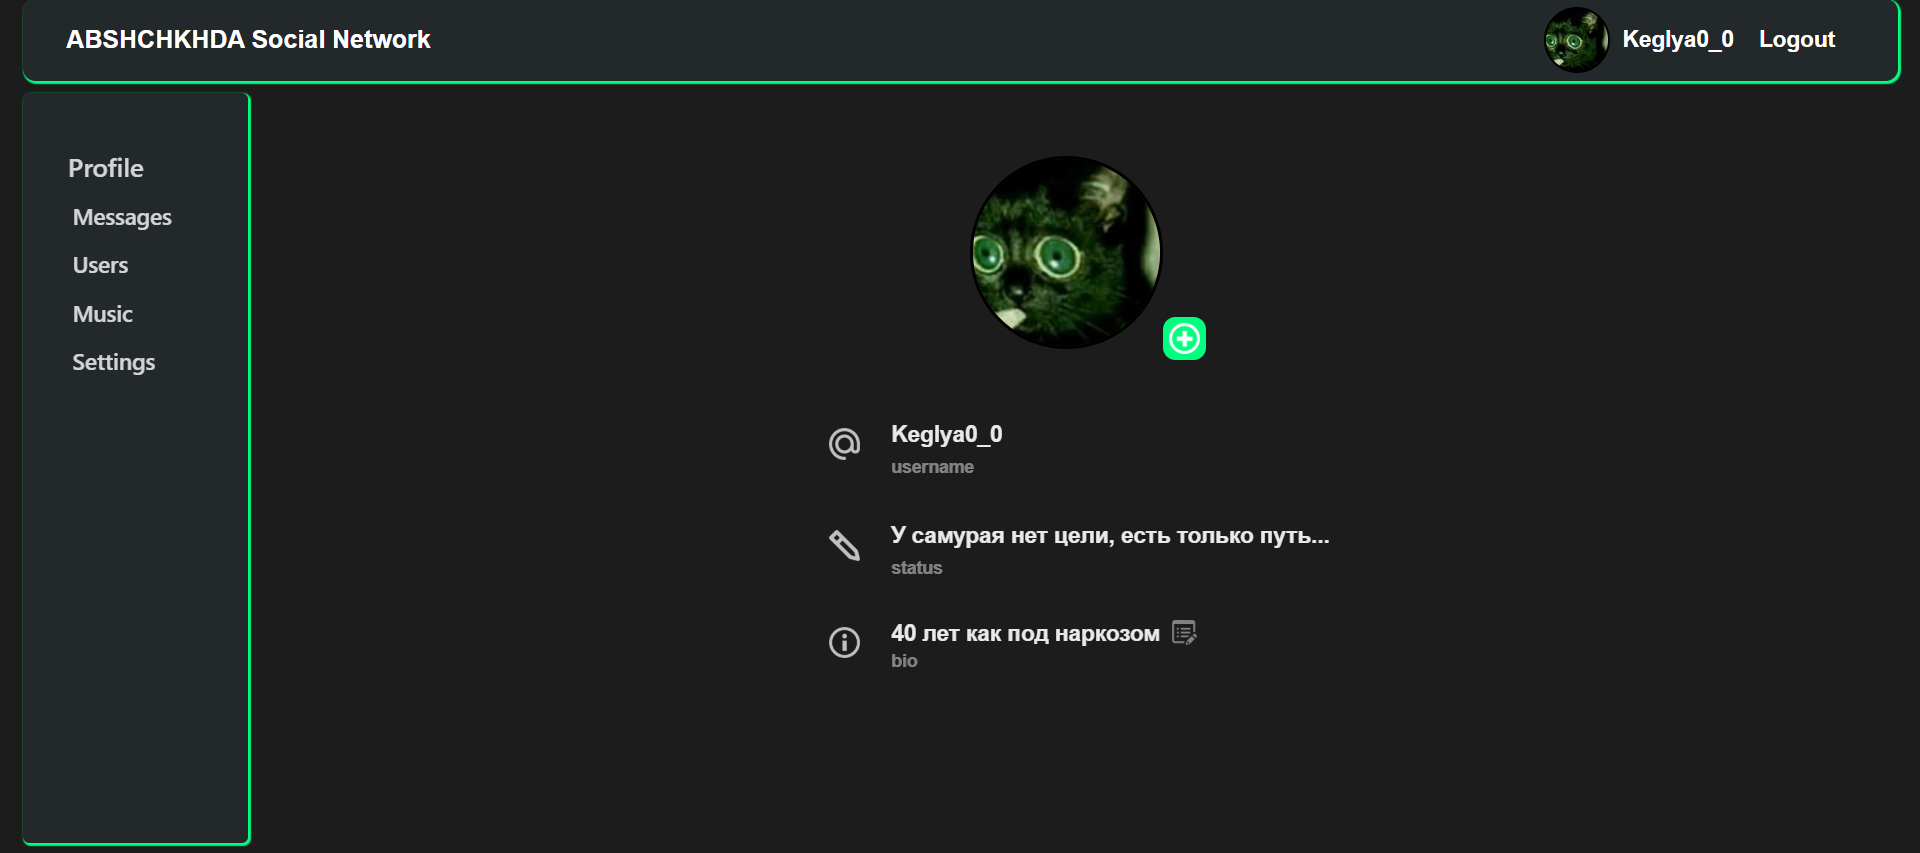 ABSHCHKHDA Social Network
Keglya0_0
Logout
Profile
Messages
Users
Music
Settings
Keglya0_0
username
У самурая нет цели, есть только путь...
status
40 лет как под наркозом
bio